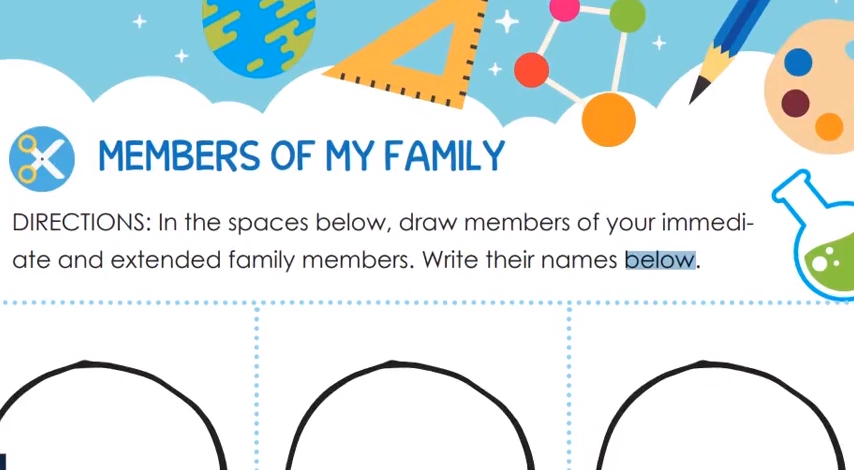 MEMBERS OF MY FAMILY
DIRECTIONS: In the spaces below, draw members of your immedi-
ate and extended family members. Write their names below.